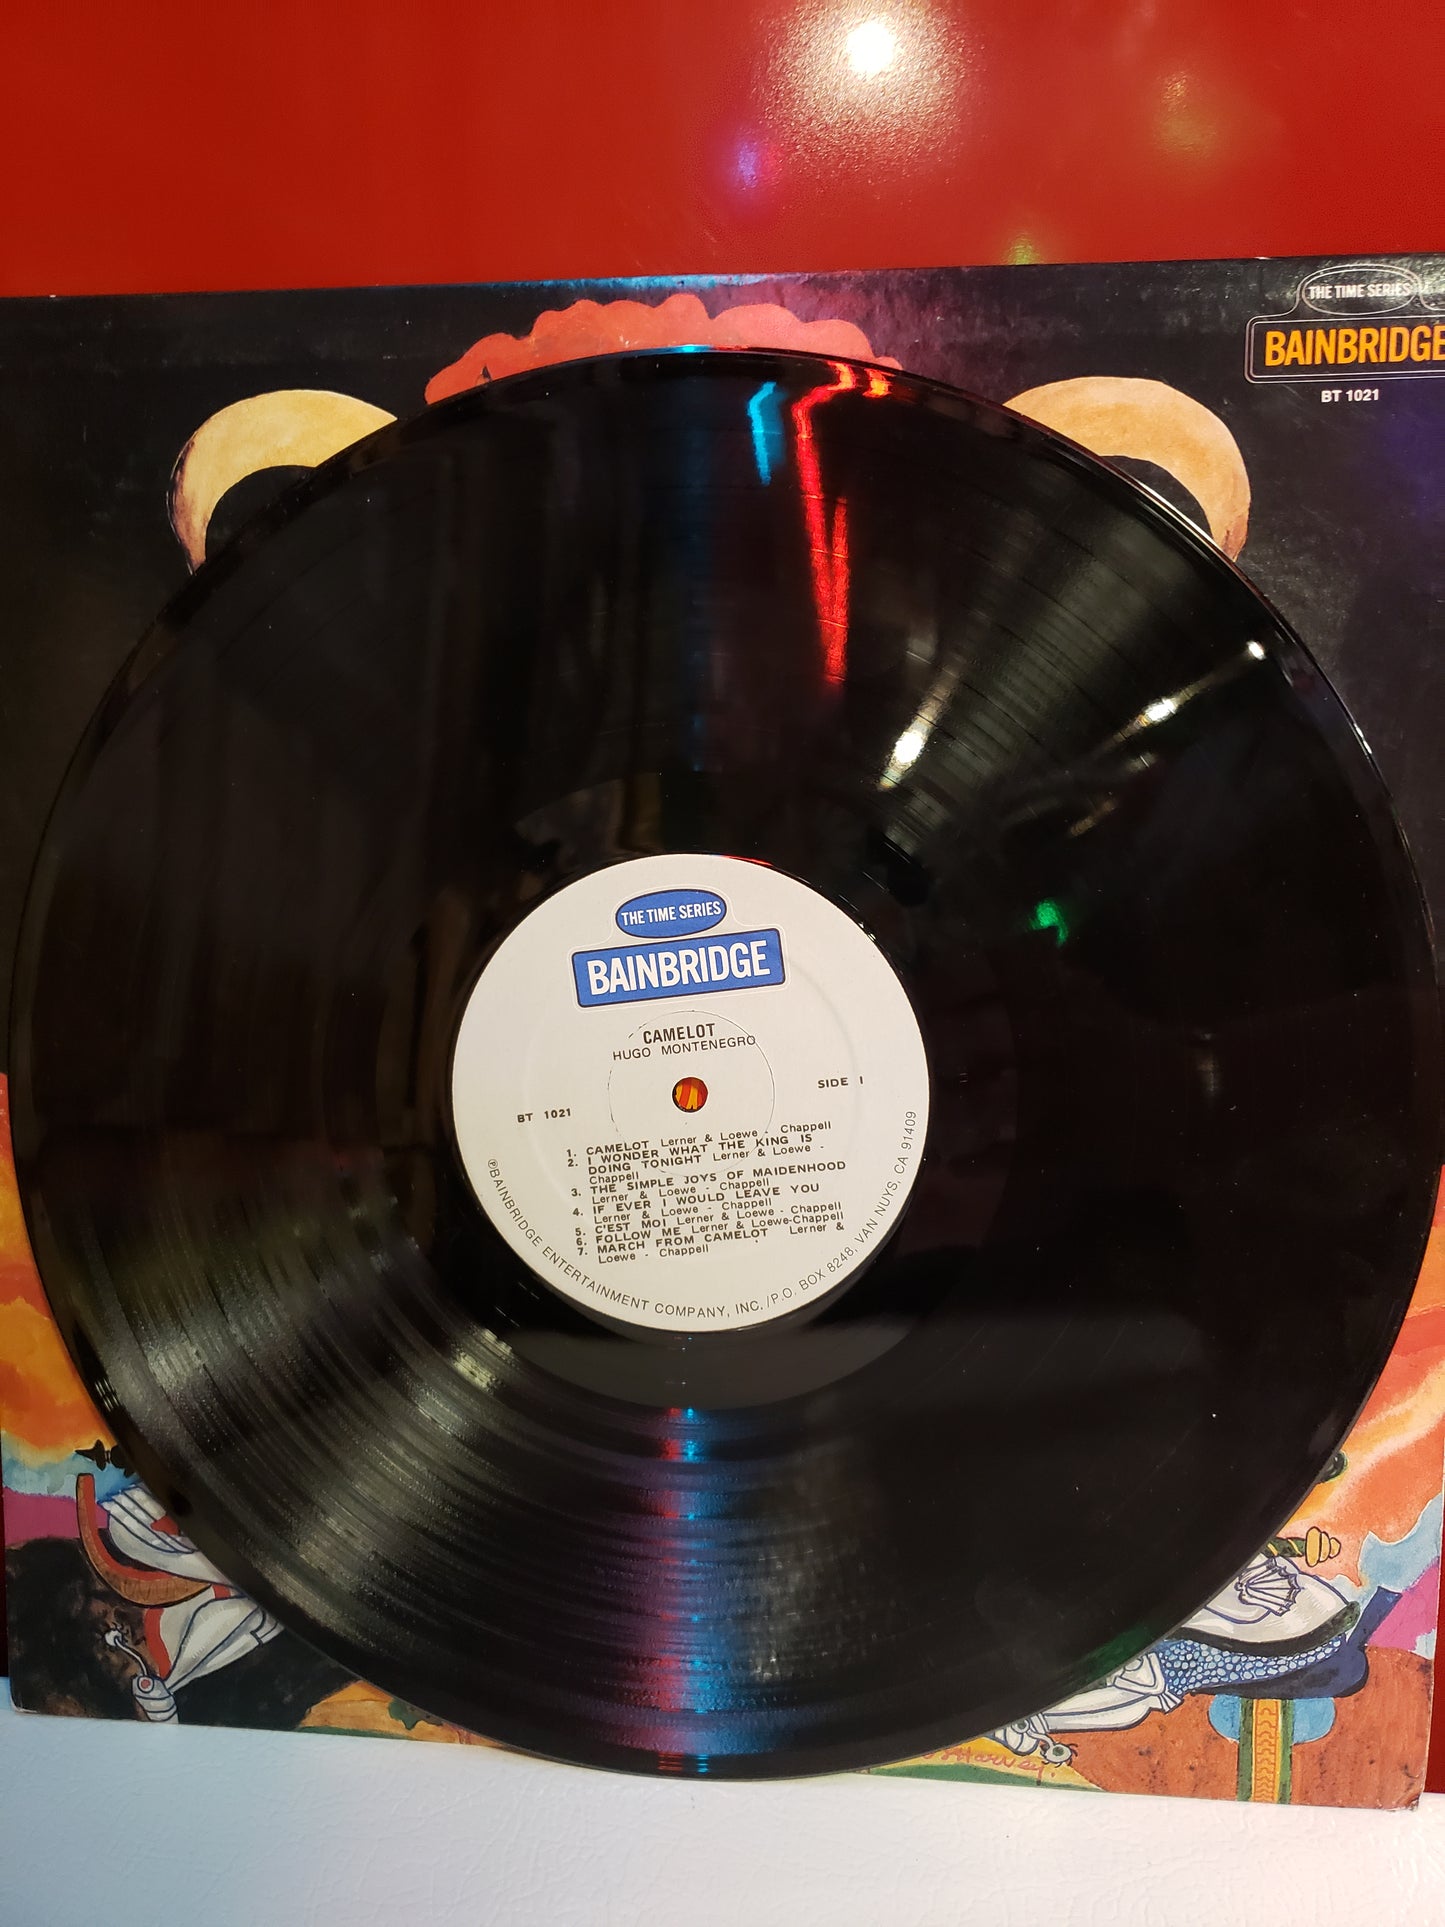 THE TIME SERIES
BAINBRIDGE
BT 1021
THE TIME SERIES
BAINBRIDGE
CAMELOT
HUGO MONTENEGRO
SIDE 1
BT 1021
1. CAMELOT Lerner & Loewe - Chappell
2. I WONDER WHAT THE KING IS
DOING TONIGHT Lerner & Loewe -
Chappell
3. THE SIMPLE JOYS OF MAIDENHOOD
Lerner & Loewe - Chappell
4. IF EVER I WOULD LEAVE YOU
Lerner & Loewe - Chappell
5. C'EST MOI Lerner & Loewe - Chappell
6. FOLLOW ME Lerner & Loewe-Chappell
7. MARCH FROM CAMELOT Lerner &
Loewe - Chappell
℗BAINBRIDGE ENTERTAINMENT COMPANY, INC./P.O. BOX 8248, VAN NUYS, CA 91409